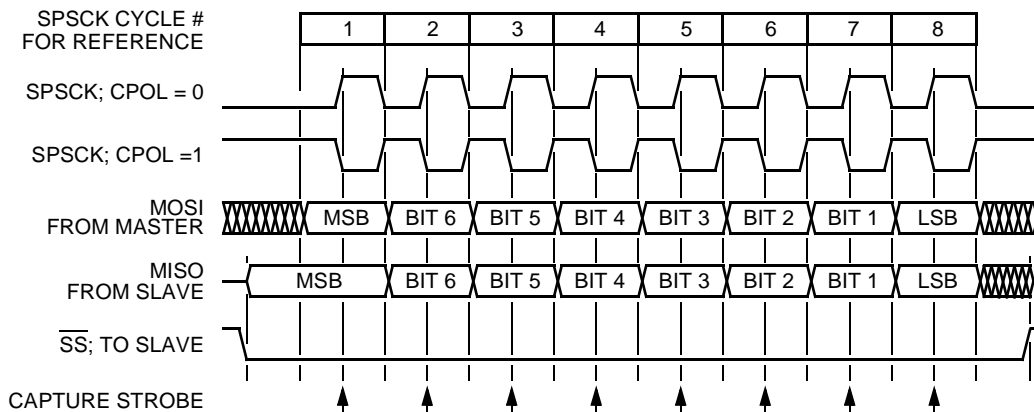 SPSCK CYCLE #
FOR REFERENCE
1 2 3 4 5 6 7 8
SPSCK; CPOL = 0
SPSCK; CPOL =1
MOSI
FROM MASTER
MSB BIT 6 BIT 5 BIT 4 BIT 3 BIT 2 BIT 1 LSB
MISO
FROM SLAVE
MSB BIT 6 BIT 5 BIT 4 BIT 3 BIT 2 BIT 1 LSB
SS; TO SLAVE
CAPTURE STROBE